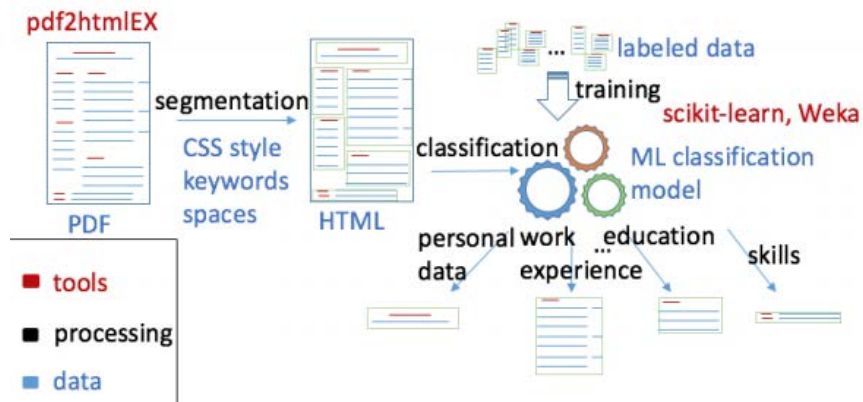 pdf2htmlEX
segmentation
CSS style
keywords
spaces
PDF
HTML
...
labeled data
training
scikit-learn, Weka
classification
ML classification
model
personal
data
work
experience
...
education
skills
tools
processing
data